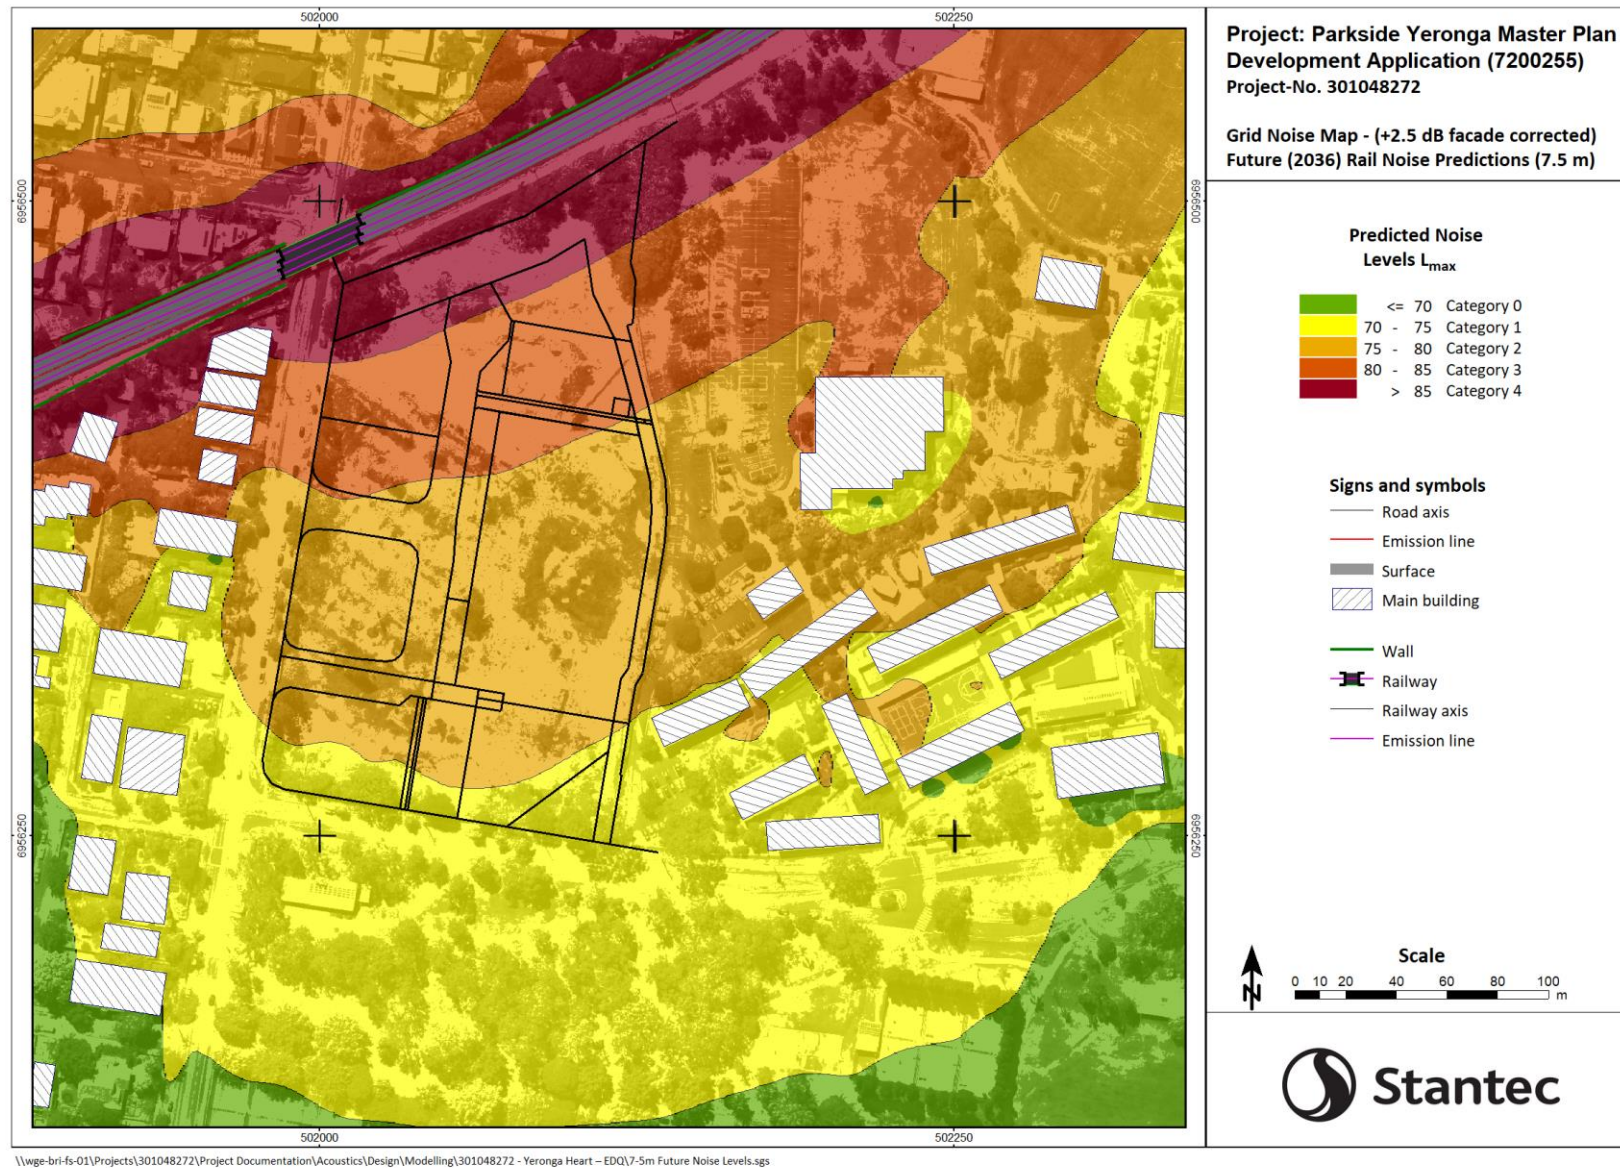 502000
502250
6956500
6956500
6956250
6956250
502000
502250
Project: Parkside Yeronga Master Plan
Development Application (7200255)
Project-No. 301048272
Grid Noise Map - (+2.5 dB facade corrected)
Future (2036) Rail Noise Predictions (7.5 m)
Predicted Noise
Levels Lmax
<= 70 Category 0
70 - 75 Category 1
75 - 80 Category 2
80 - 85 Category 3
> 85 Category 4
Signs and symbols
Road axis
Emission line
Surface
Main building
Wall
Railway
Railway axis
Emission line
Scale
N
0 10 20 40 60 80 100
m
Stantec
\\wge-bri-fs-01\Projects\301048272\Project Documentation\Acoustics\Design\Modelling\301048272 - Yeronga Heart – EDQ\7-5m Future Noise Levels.sgs